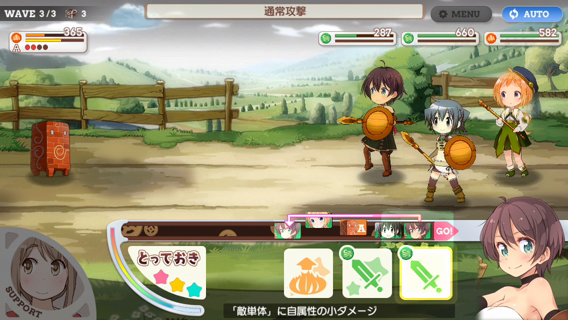 WAVE 3/3 3
通常攻撃
MENU
AUTO
365
A
287
660
582
A
GO!
とっておき
SUPPORT
「敵単体」に自属性の小ダメージ